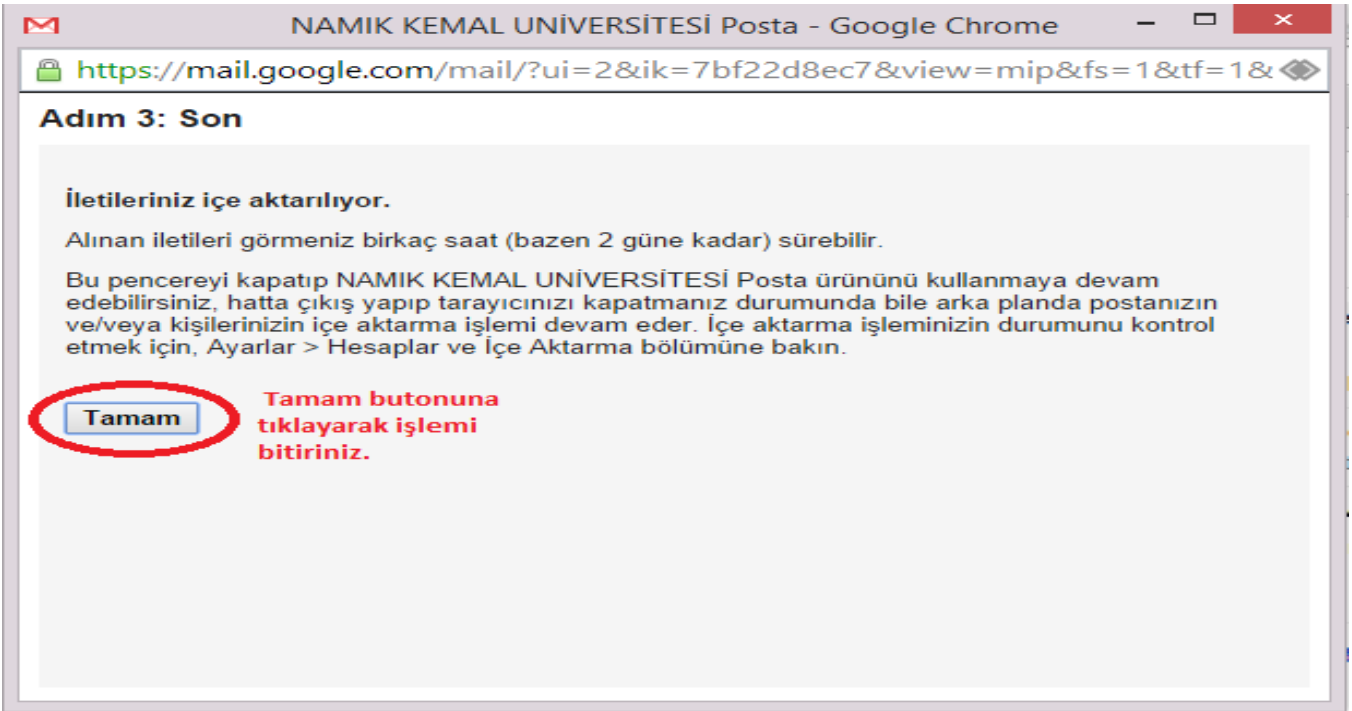 NAMIK KEMAL UNİVERSİTESİ Posta - Google Chrome
https://mail.google.com/mail/?ui=2&ik=7bf22d8ec7&view=mip&fs=1&tf=1&
Adım 3: Son
İletileriniz içe aktarılıyor.
Alınan iletileri görmeniz birkaç saat (bazen 2 güne kadar) sürebilir.
Bu pencereyi kapatıp NAMIK KEMAL UNİVERSİTESİ Posta ürününü kullanmaya devam
edebilirsiniz, hatta çıkış yapıp tarayıcınızı kapatmanız durumunda bile arka planda postanızın
ve/veya kişilerinizin içe aktarma işlemi devam eder. İçe aktarma işleminizin durumunu kontrol
etmek için, Ayarlar > Hesaplar ve İçe Aktarma bölümüne bakın.
Tamam
Tamam butonuna
tıklayarak işlemi
bitiriniz.